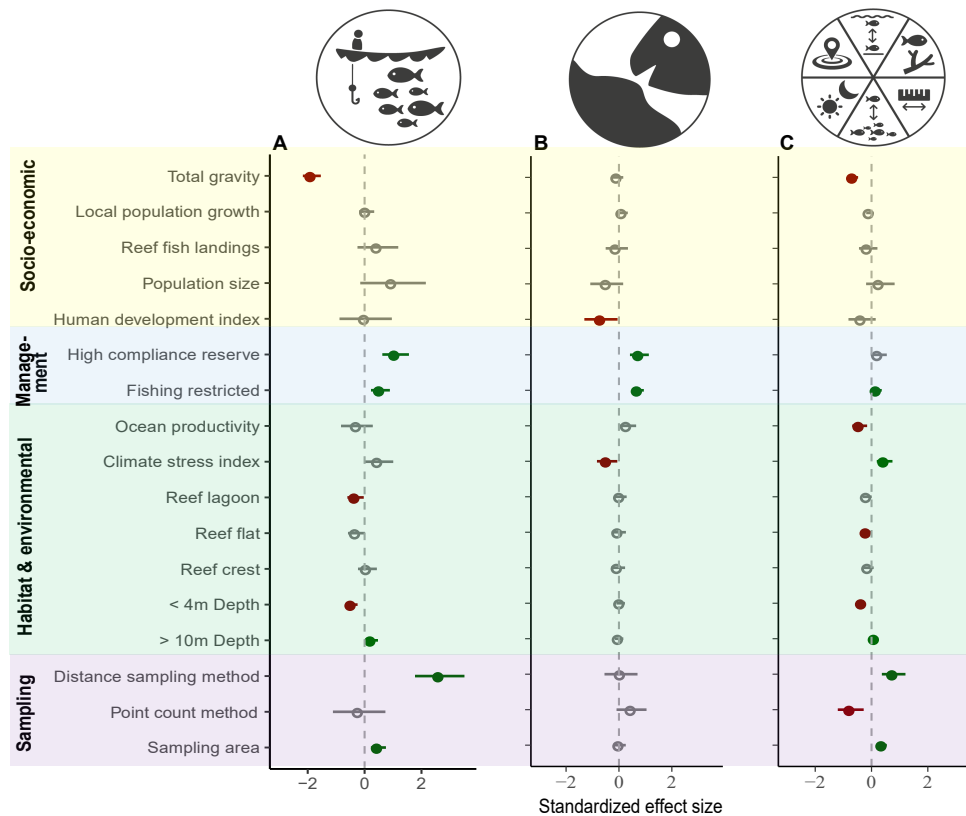 A
B
C
Socio-economic
Total gravity
Local population growth
Reef fish landings
Population size
Human development index
Manage-
ment
High compliance reserve
Fishing restricted
Habitat & environmental
Ocean productivity
Climate stress index
Reef lagoon
Reef flat
Reef crest
< 4m Depth
> 10m Depth
Sampling
Distance sampling method
Point count method
Sampling area
−2 0 2
−2 0 2
−2 0 2
Standardized effect size